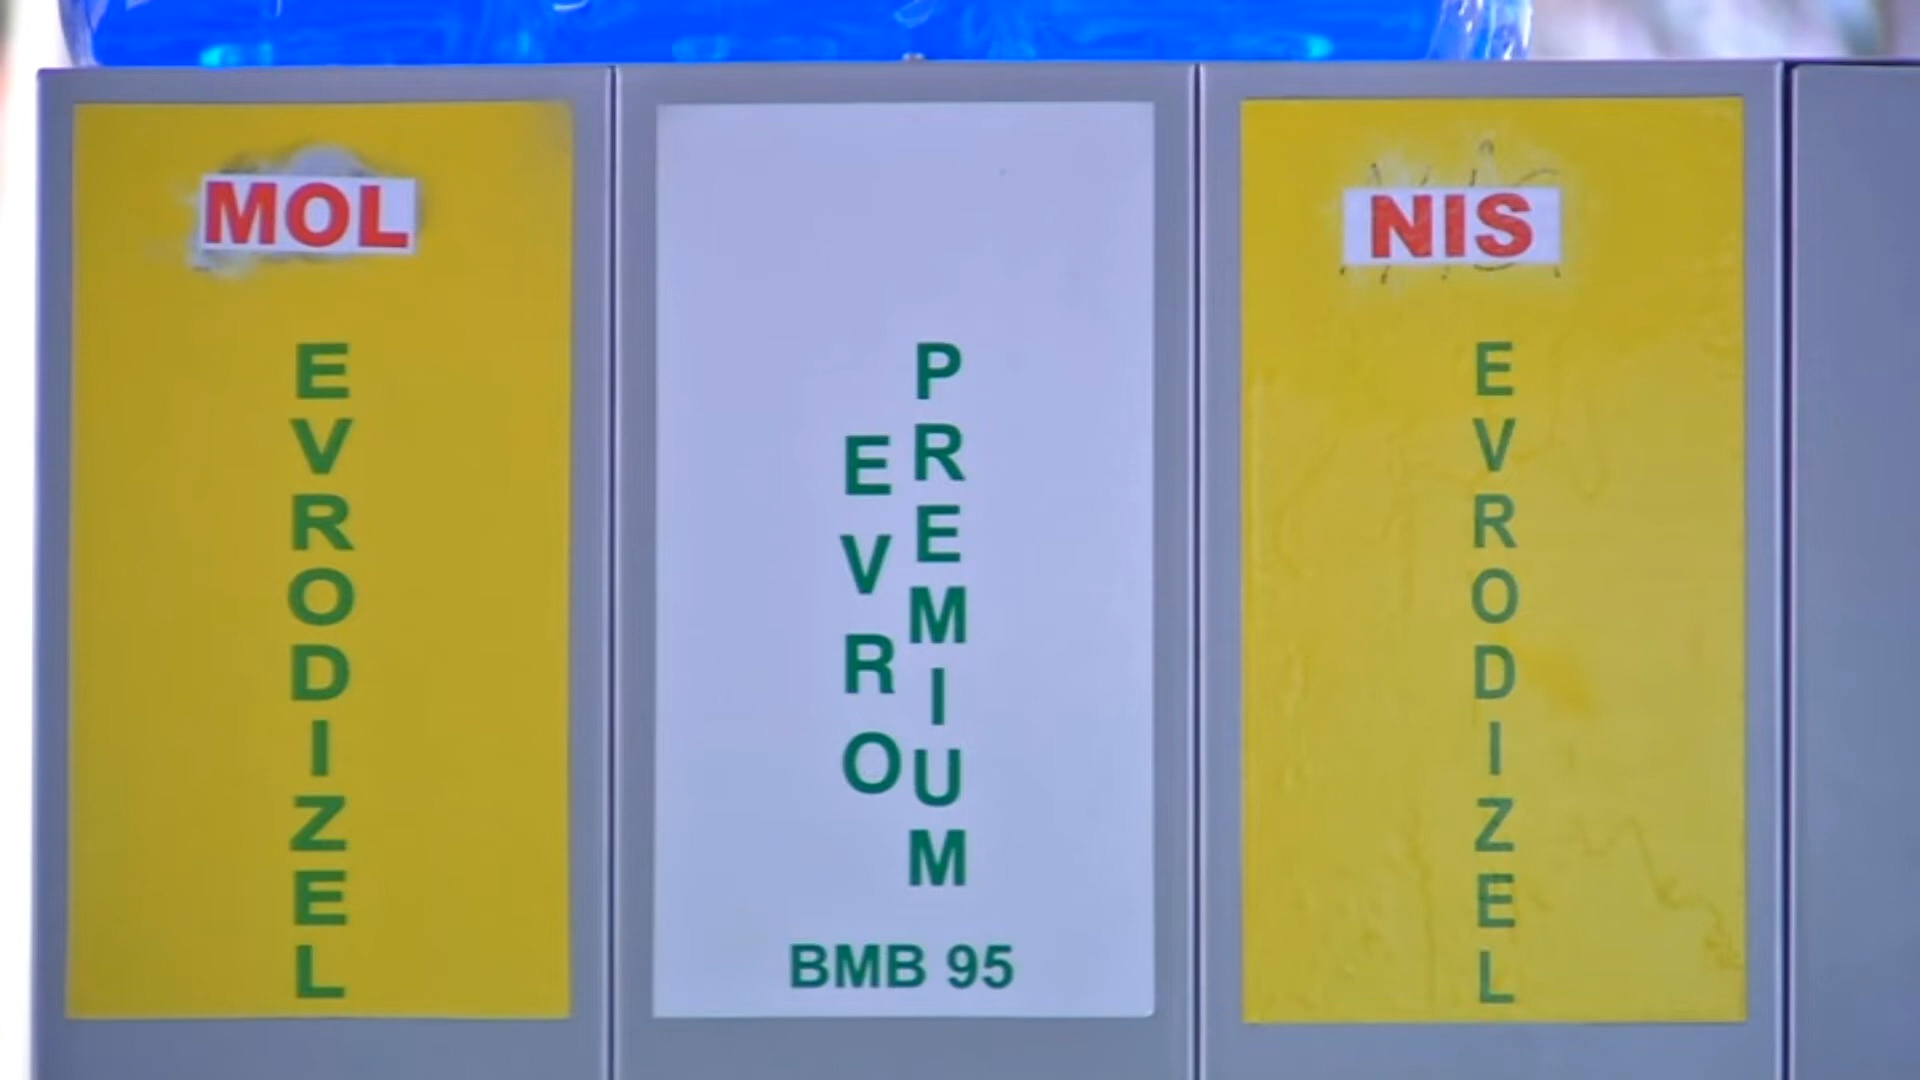 MOL
EVRODIZEL
EVRO
PREMIUM
BMB 95
NIS
EVRODIZEL